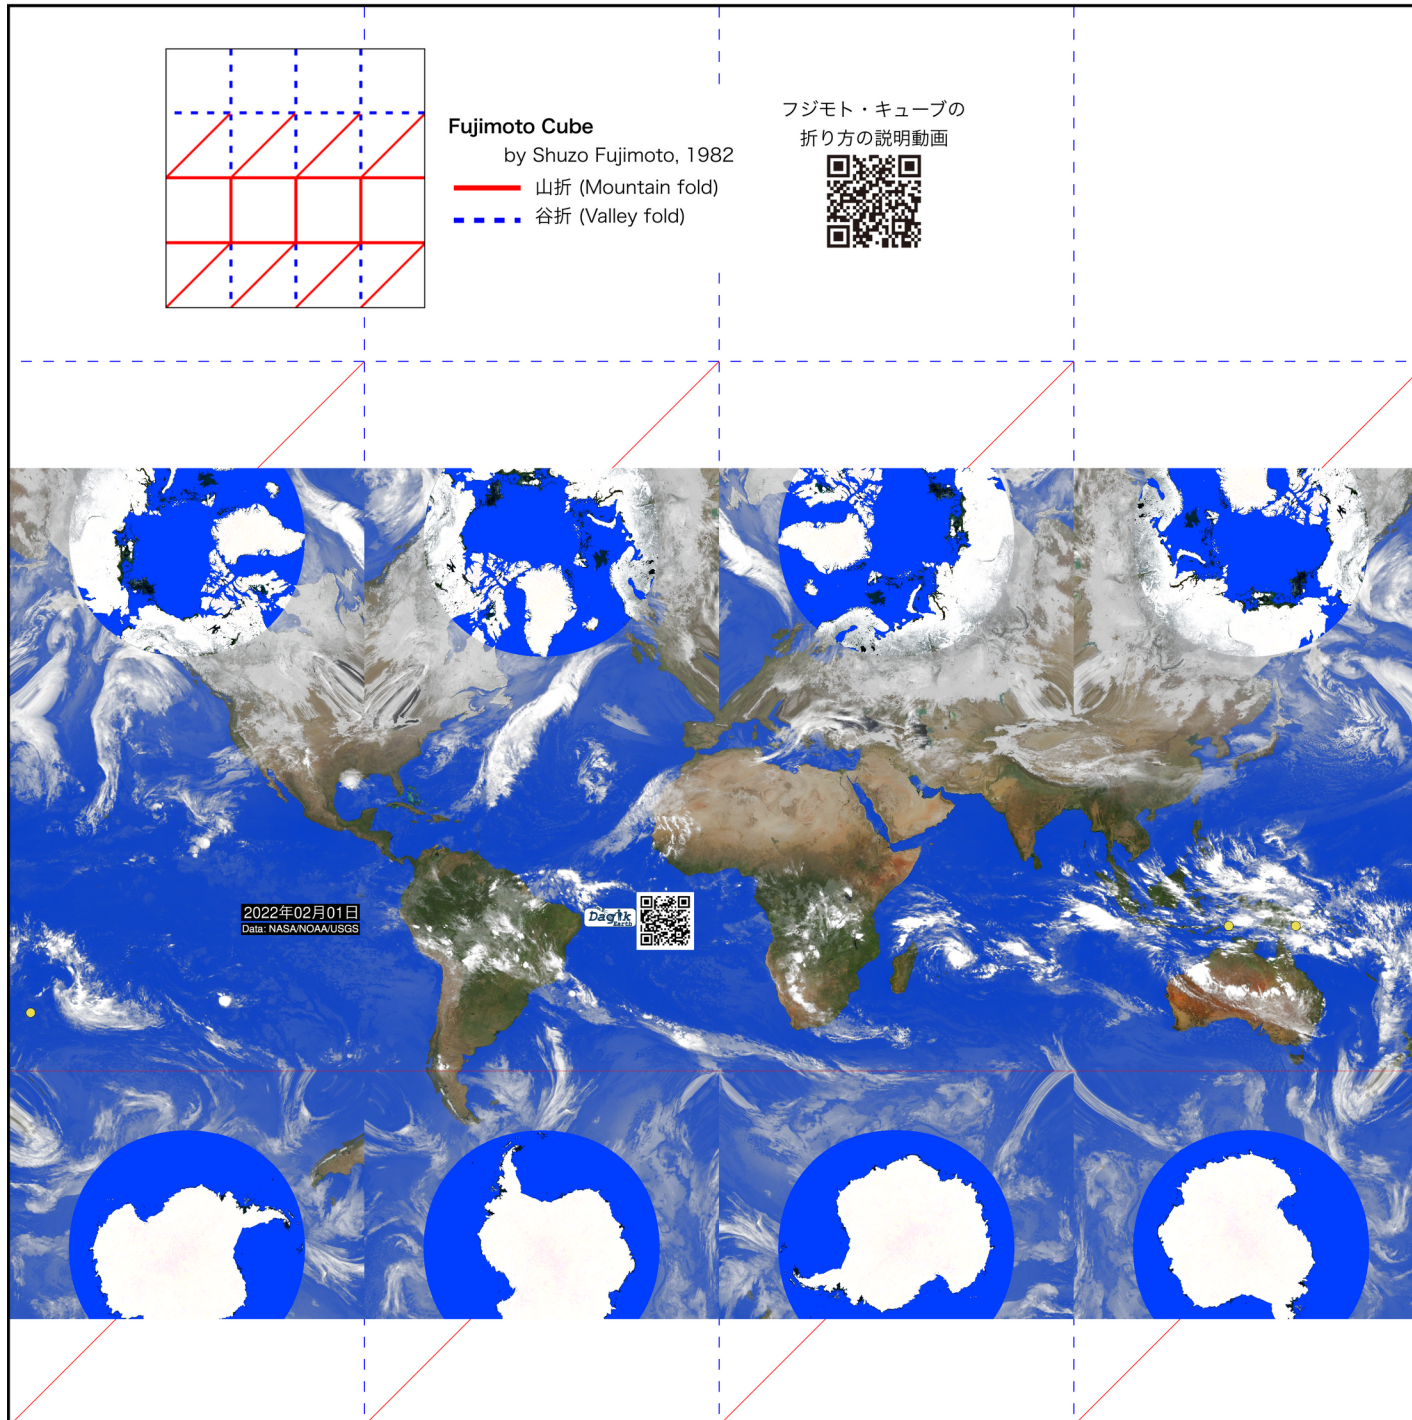 Fujimoto Cube
by Shuzo Fujimoto, 1982
山折 (Mountain fold)
谷折 (Valley fold)
フジモト・キューブの
折り方の説明動画
2022年02月01日
Data: NASA/NOAA/USGS
Dagik
Earth